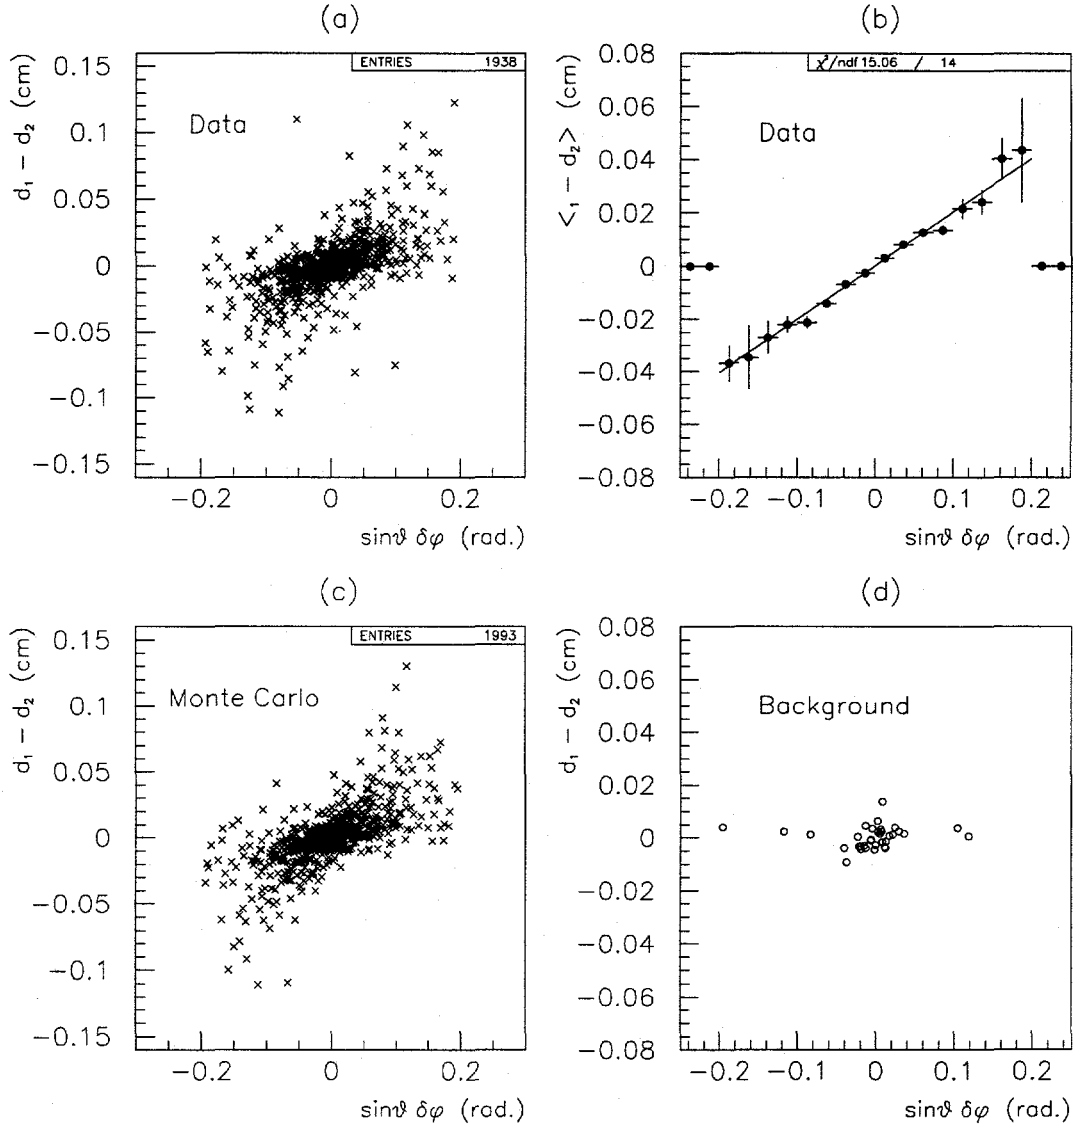 (a)
ENTRIES 1938
Data
d₁ − d₂ (cm)
0.15
0.1
0.05
0
−0.05
−0.1
−0.15
−0.2 0 0.2
sinϑ δφ (rad.)
(b)
χ²/ndf 15.06 / 14
Data
<₁ − d₂> (cm)
0.08
0.06
0.04
0.02
0
−0.02
−0.04
−0.06
−0.08
−0.2 −0.1 0 0.1 0.2
sinϑ δφ (rad.)
(c)
ENTRIES 1993
Monte Carlo
d₁ − d₂ (cm)
0.15
0.1
0.05
0
−0.05
−0.1
−0.15
−0.2 0 0.2
sinϑ δφ (rad.)
(d)
Background
d₁ − d₂ (cm)
0.08
0.06
0.04
0.02
0
−0.02
−0.04
−0.06
−0.08
−0.2 −0.1 0 0.1 0.2
sinϑ δφ (rad.)